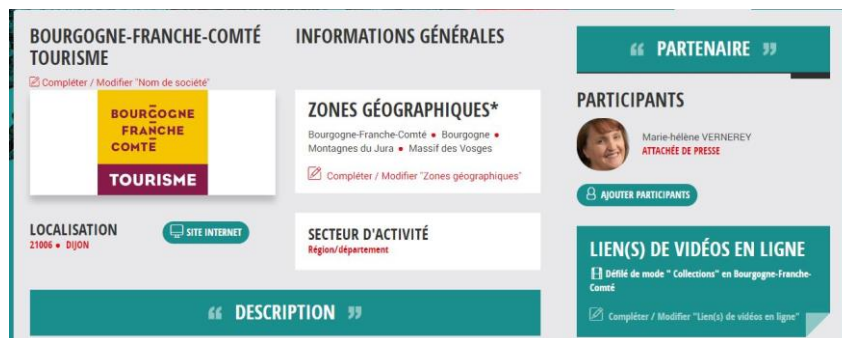 BOURGOGNE-FRANCHE-COMTÉ
TOURISME
Compléter / Modifier "Nom de société"
BOURGOGNE
FRANCHE
COMTÉ
TOURISME
LOCALISATION
21006 • DIJON
SITE INTERNET
INFORMATIONS GÉNÉRALES
ZONES GÉOGRAPHIQUES*
Bourgogne-Franche-Comté • Bourgogne •
Montagnes du Jura • Massif des Vosges
Compléter / Modifier "Zones géographiques"
SECTEUR D'ACTIVITÉ
Région/département
“ DESCRIPTION ”
“ PARTENAIRE ”
PARTICIPANTS
Marie-hélène VERNEREY
ATTACHÉE DE PRESSE
AJOUTER PARTICIPANTS
LIEN(S) DE VIDÉOS EN LIGNE
Défilé de mode " Collections" en Bourgogne-Franche-
Comté
Compléter / Modifier "Lien(s) de vidéos en ligne"